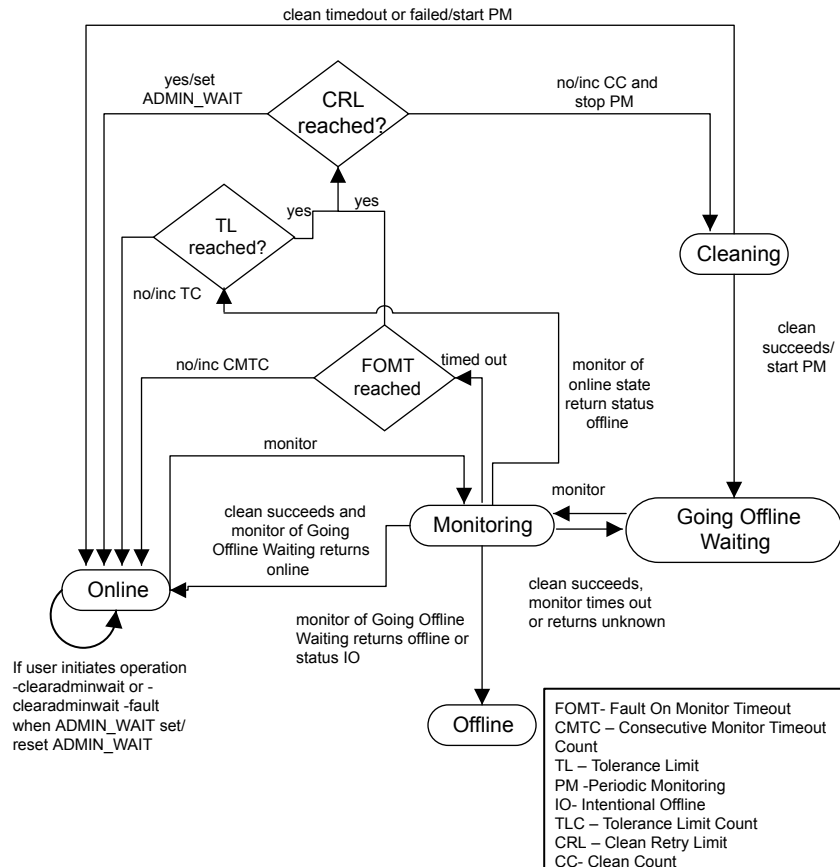 clean timedout or failed/start PM
yes/set
ADMIN_WAIT
CRL
reached?
no/inc CC and
stop PM
yes
yes
TL
reached?
Cleaning
no/inc TC
clean
succeeds/
start PM
no/inc CMTC
FOMT
reached
timed out
monitor of
online state
return status
offline
monitor
monitor
clean succeeds and
monitor of Going
Offline Waiting returns
online
Monitoring
Going Offline
Waiting
Online
clean succeeds,
monitor times out
or returns unknown
monitor of Going Offline
Waiting returns offline or
status IO
If user initiates operation
-clearadminwait or -
clearadminwait -fault
when ADMIN_WAIT set/
reset ADMIN_WAIT
Offline
FOMT- Fault On Monitor Timeout
CMTC – Consecutive Monitor Timeout
Count
TL – Tolerance Limit
PM -Periodic Monitoring
IO- Intentional Offline
TLC – Tolerance Limit Count
CRL – Clean Retry Limit
CC- Clean Count